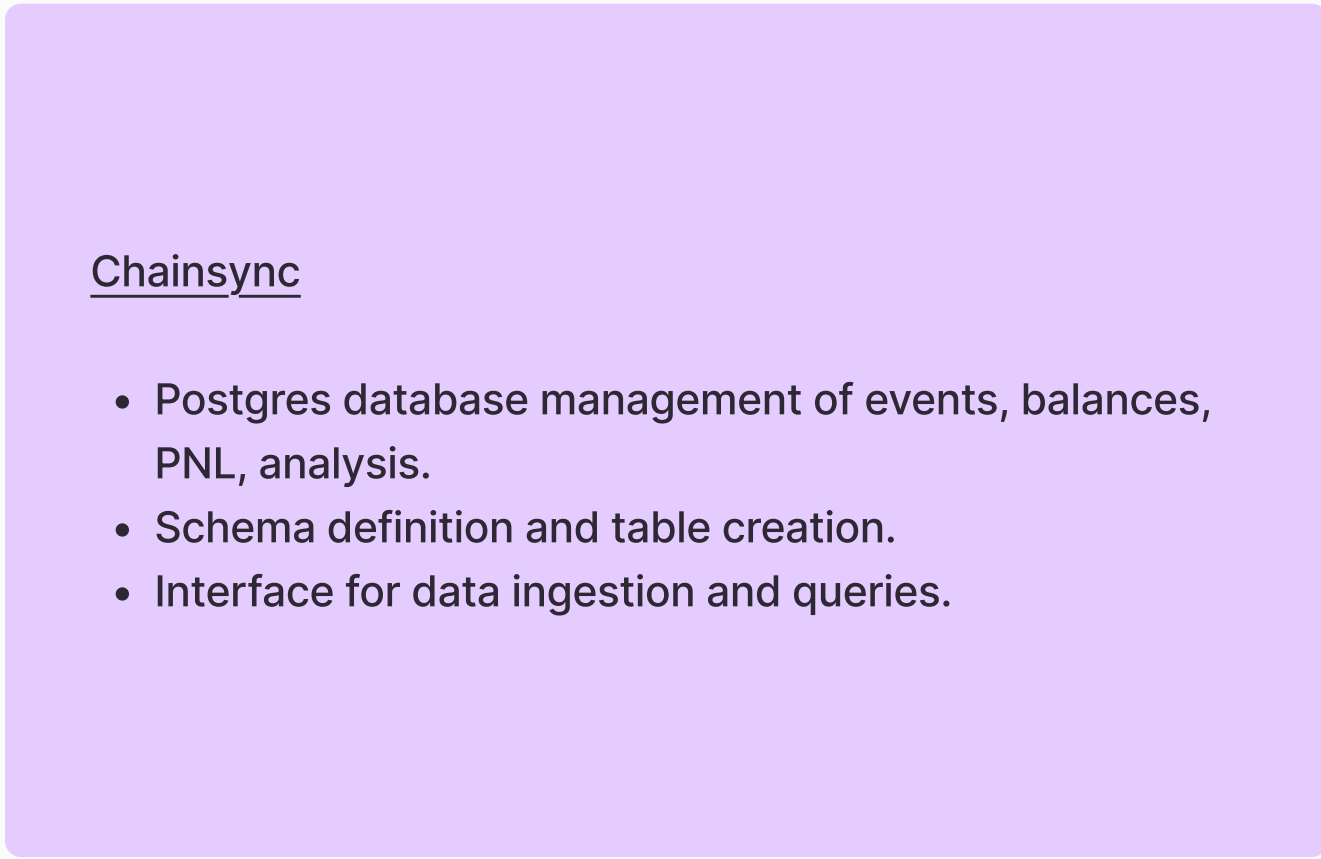 Chainsync
• Postgres database management of events, balances,
PNL, analysis.
• Schema definition and table creation.
• Interface for data ingestion and queries.